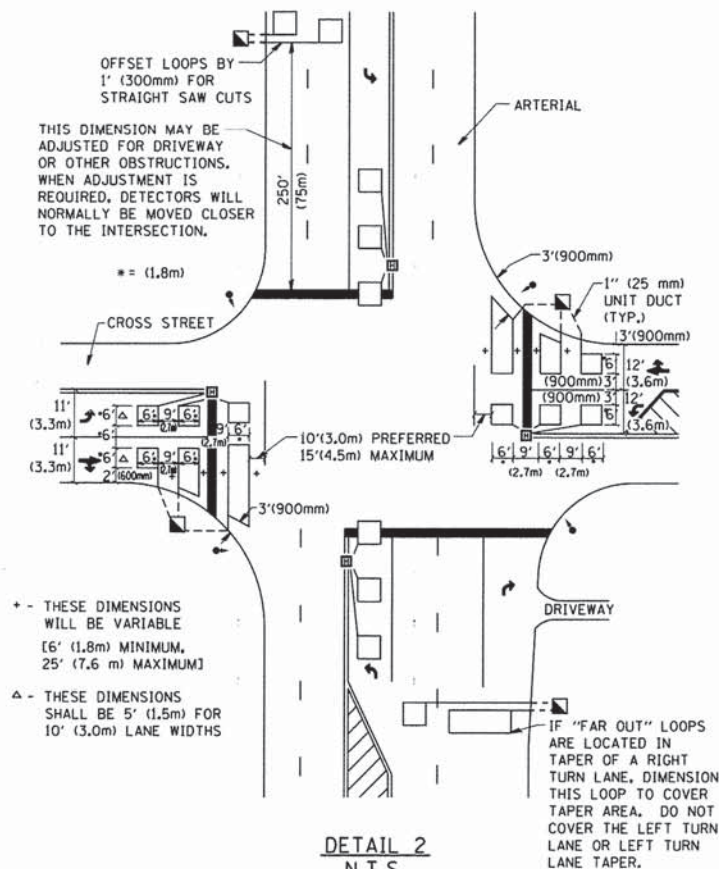 OFFSET LOOPS BY
1' (300mm) FOR
STRAIGHT SAW CUTS
ARTERIAL
THIS DIMENSION MAY BE
ADJUSTED FOR DRIVEWAY
OR OTHER OBSTRUCTIONS.
WHEN ADJUSTMENT IS
REQUIRED, DETECTORS WILL
NORMALLY BE MOVED CLOSER
TO THE INTERSECTION.
250'
(75m)
* = (1.8m)
3'(900mm)
1" (25 mm)
UNIT DUCT
(TYP.)
CROSS STREET
3'(900mm)
6'
12'
(3.6m)
(900mm) 3'
(900mm) 3'
12'
6'
(3.6m)
11'
(3.3m)
*6'
△
6' 9' 6'
*6'
9' 6'
(2.7m)
11'
(3.3m)
*6'
△
6' 9' 6'
2' (600mm)
10'(3.0m) PREFERRED
15'(4.5m) MAXIMUM
6' 9' 6' 9' 6'
(2.7m) (2.7m)
3'(900mm)
+ - THESE DIMENSIONS
WILL BE VARIABLE
[6' (1.8m) MINIMUM,
25' (7.6 m) MAXIMUM]
△ - THESE DIMENSIONS
SHALL BE 5' (1.5m) FOR
10' (3.0m) LANE WIDTHS
DRIVEWAY
IF "FAR OUT" LOOPS
ARE LOCATED IN
TAPER OF A RIGHT
TURN LANE, DIMENSION
THIS LOOP TO COVER
TAPER AREA. DO NOT
COVER THE LEFT TURN
LANE OR LEFT TURN
LANE TAPER.
DETAIL 2
N.T.S.